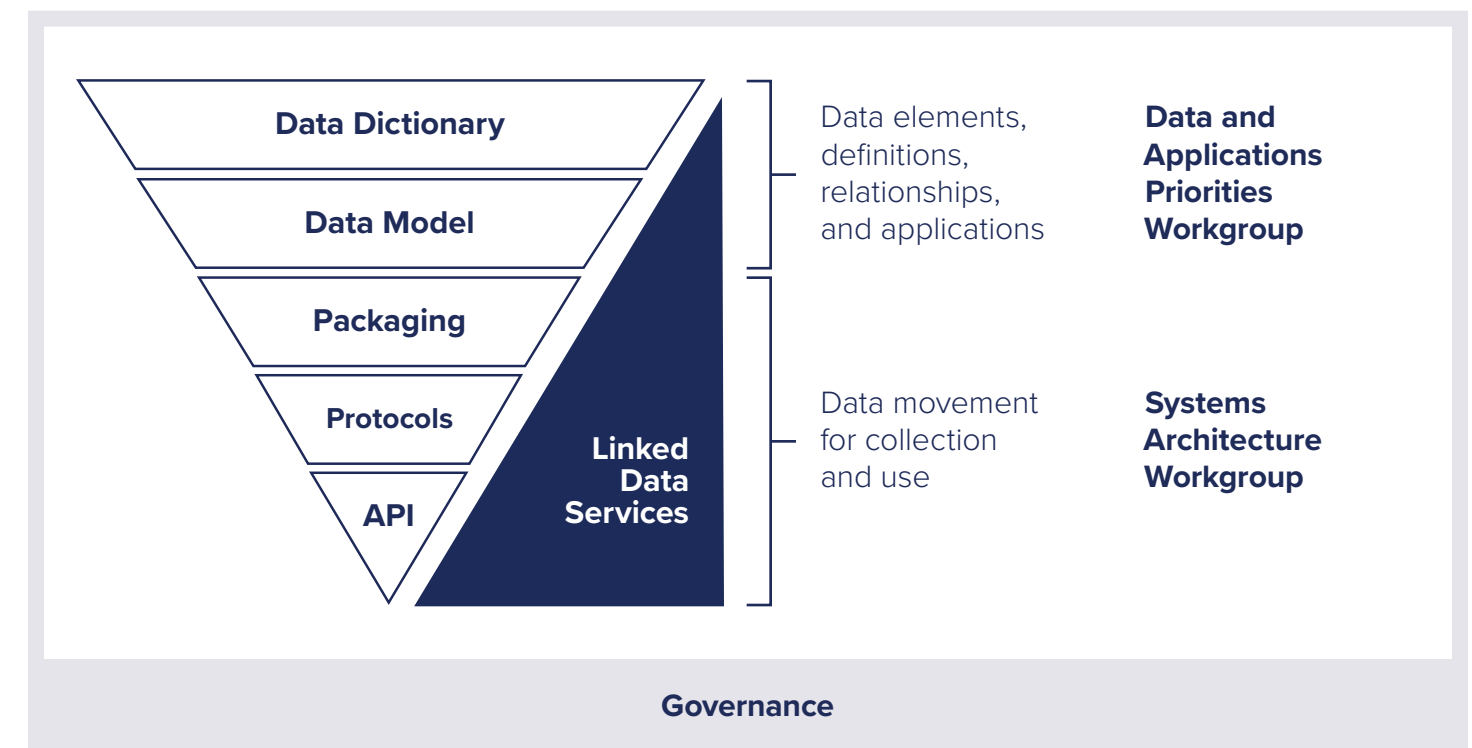 Data Dictionary
Data Model
Packaging
Protocols
API
Linked
Data
Services
Data elements,
definitions,
relationships,
and applications
Data and
Applications
Priorities
Workgroup
Data movement
for collection
and use
Systems
Architecture
Workgroup
Governance